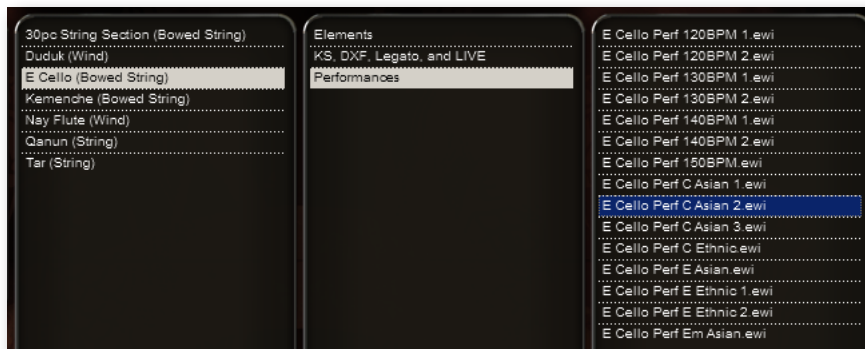 30pc String Section (Bowed String)
Duduk (Wind)
E Cello (Bowed String)
Kemenche (Bowed String)
Nay Flute (Wind)
Qanun (String)
Tar (String)
Elements
KS, DXF, Legato, and LIVE
Performances
E Cello Perf 120BPM 1.ewi
E Cello Perf 120BPM 2.ewi
E Cello Perf 130BPM 1.ewi
E Cello Perf 130BPM 2.ewi
E Cello Perf 140BPM 1.ewi
E Cello Perf 140BPM 2.ewi
E Cello Perf 150BPM.ewi
E Cello Perf C Asian 1.ewi
E Cello Perf C Asian 2.ewi
E Cello Perf C Asian 3.ewi
E Cello Perf C Ethnic.ewi
E Cello Perf E Asian.ewi
E Cello Perf E Ethnic 1.ewi
E Cello Perf E Ethnic 2.ewi
E Cello Perf Em Asian.ewi